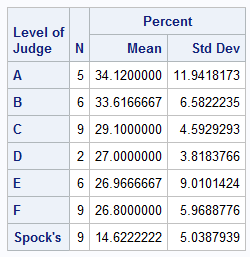 Level of Judge N Percent
Mean Std Dev
A 5 34.1200000 11.9418173
B 6 33.6166667 6.5822235
C 9 29.1000000 4.5929293
D 2 27.0000000 3.8183766
E 6 26.9666667 9.0101424
F 9 26.8000000 5.9688776
Spock's 9 14.6222222 5.0387939